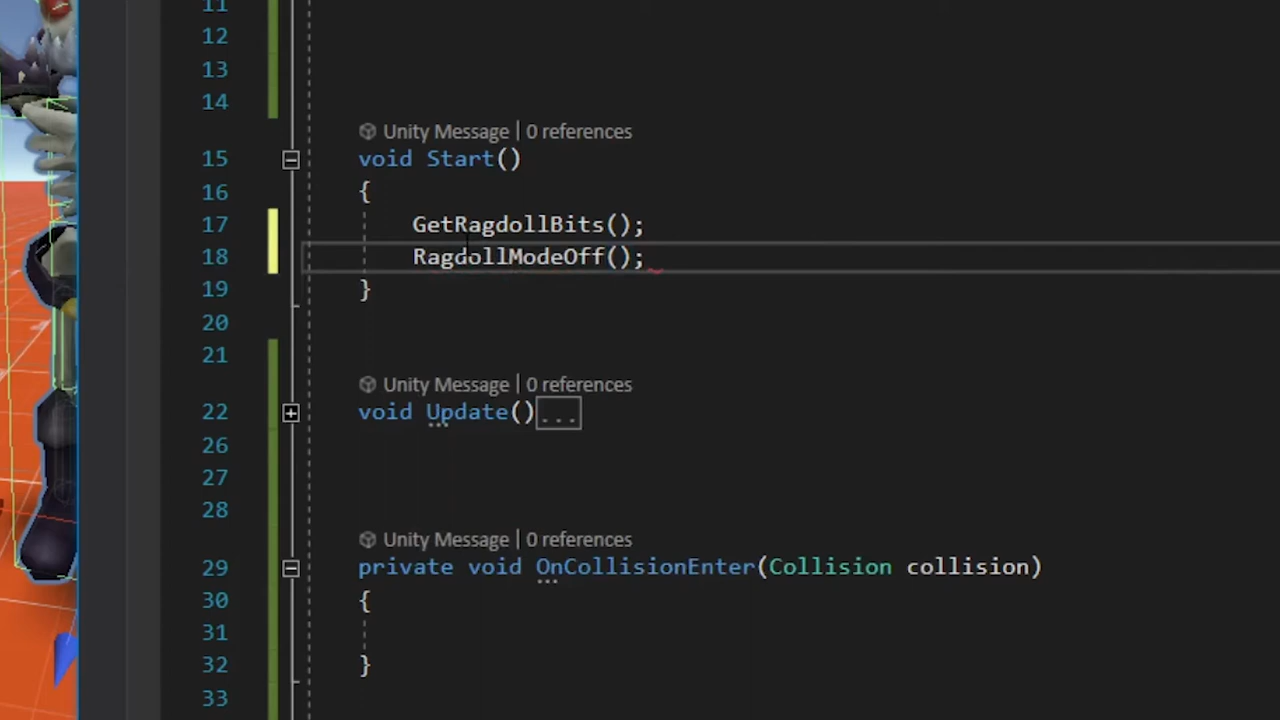 11
12
13
14
Unity Message | 0 references
15 void Start()
16 {
17 GetRagdollBits();
18 RagdollModeOff();
19 }
20
21
Unity Message | 0 references
22 void Update()...
26
27
28
Unity Message | 0 references
29 private void OnCollisionEnter(Collision collision)
30 {
31
32 }
33